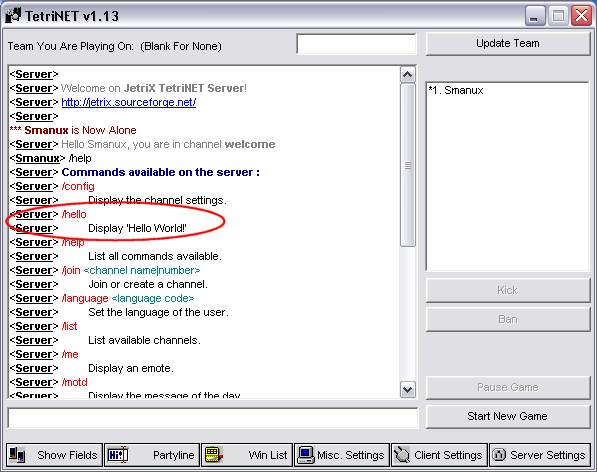 TetriNET v1.13
Team You Are Playing On: (Blank For None)
Update Team
<Server>
<Server> Welcome on JetriX TetriNET Server!
<Server> http://jetrix.sourceforge.net/
<Server>
*** Smanux is Now Alone
<Server> Hello Smanux, you are in channel welcome
<Smanux> /help
<Server> Commands available on the server :
<Server> /config
<Server> Display the channel settings.
<Server> /hello
<Server> Display 'Hello World!'
<Server> /help
<Server> List all commands available.
<Server> /join <channel name|number>
<Server> Join or create a channel.
<Server> /language <language code>
<Server> Set the language of the user.
<Server> /list
<Server> List available channels.
<Server> /me
<Server> Display an emote.
<Server> /motd
<Server> Display the message of the day
*1. Smanux
Kick
Ban
Pause Game
Start New Game
Show Fields
Hi!
Partyline
Win List
Misc. Settings
Client Settings
Server Settings